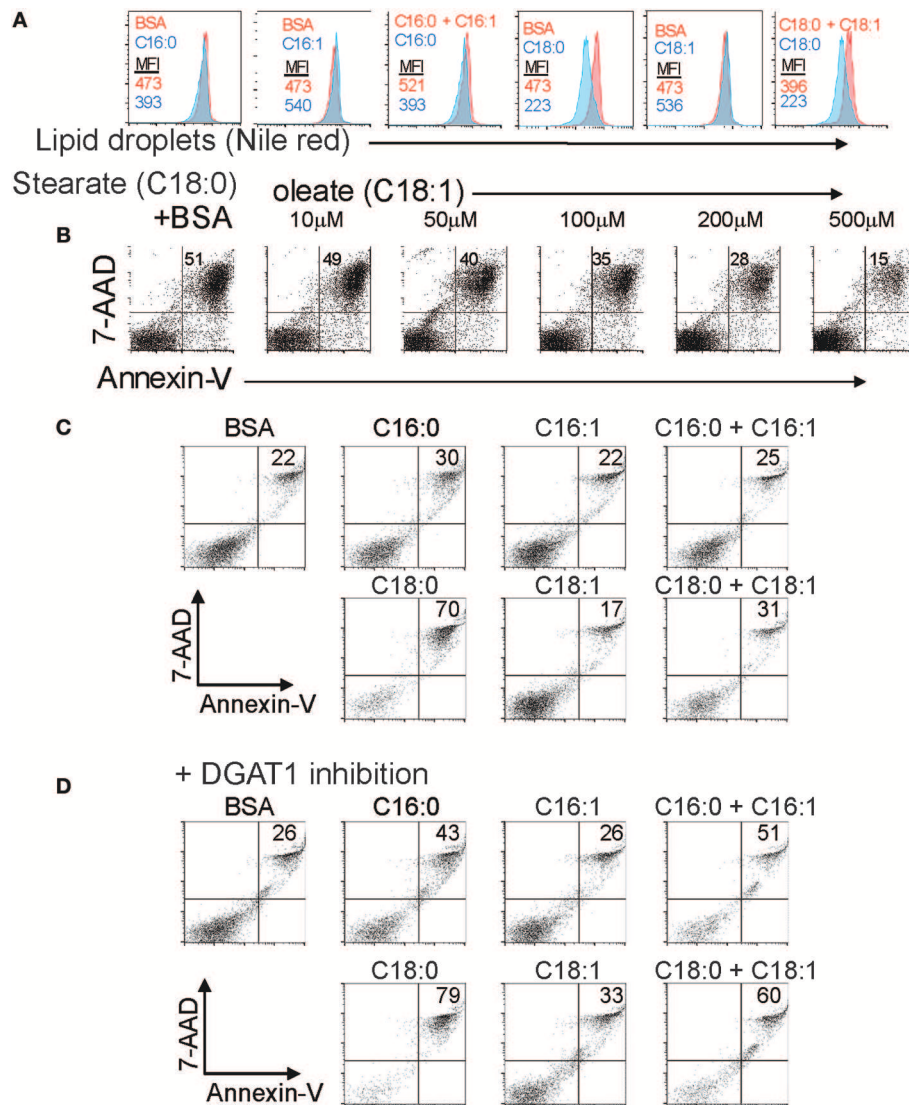 A
BSA
C16:0
MFI
473
393
BSA
C16:1
MFI
473
540
C16:0 + C16:1
C16:0
MFI
521
393
BSA
C18:0
MFI
473
223
BSA
C18:1
MFI
473
536
C18:0 + C18:1
C18:0
MFI
396
223
Lipid droplets (Nile red)
Stearate (C18:0)
oleate (C18:1)
+BSA 10µM 50µM 100µM 200µM 500µM
B
51 49 40 35 28 15
7-AAD
Annexin-V
C
BSA C16:0 C16:1 C16:0 + C16:1
22 30 22 25
C18:0 C18:1 C18:0 + C18:1
70 17 31
7-AAD
Annexin-V
+ DGAT1 inhibition
D
BSA C16:0 C16:1 C16:0 + C16:1
26 43 26 51
C18:0 C18:1 C18:0 + C18:1
79 33 60
7-AAD
Annexin-V